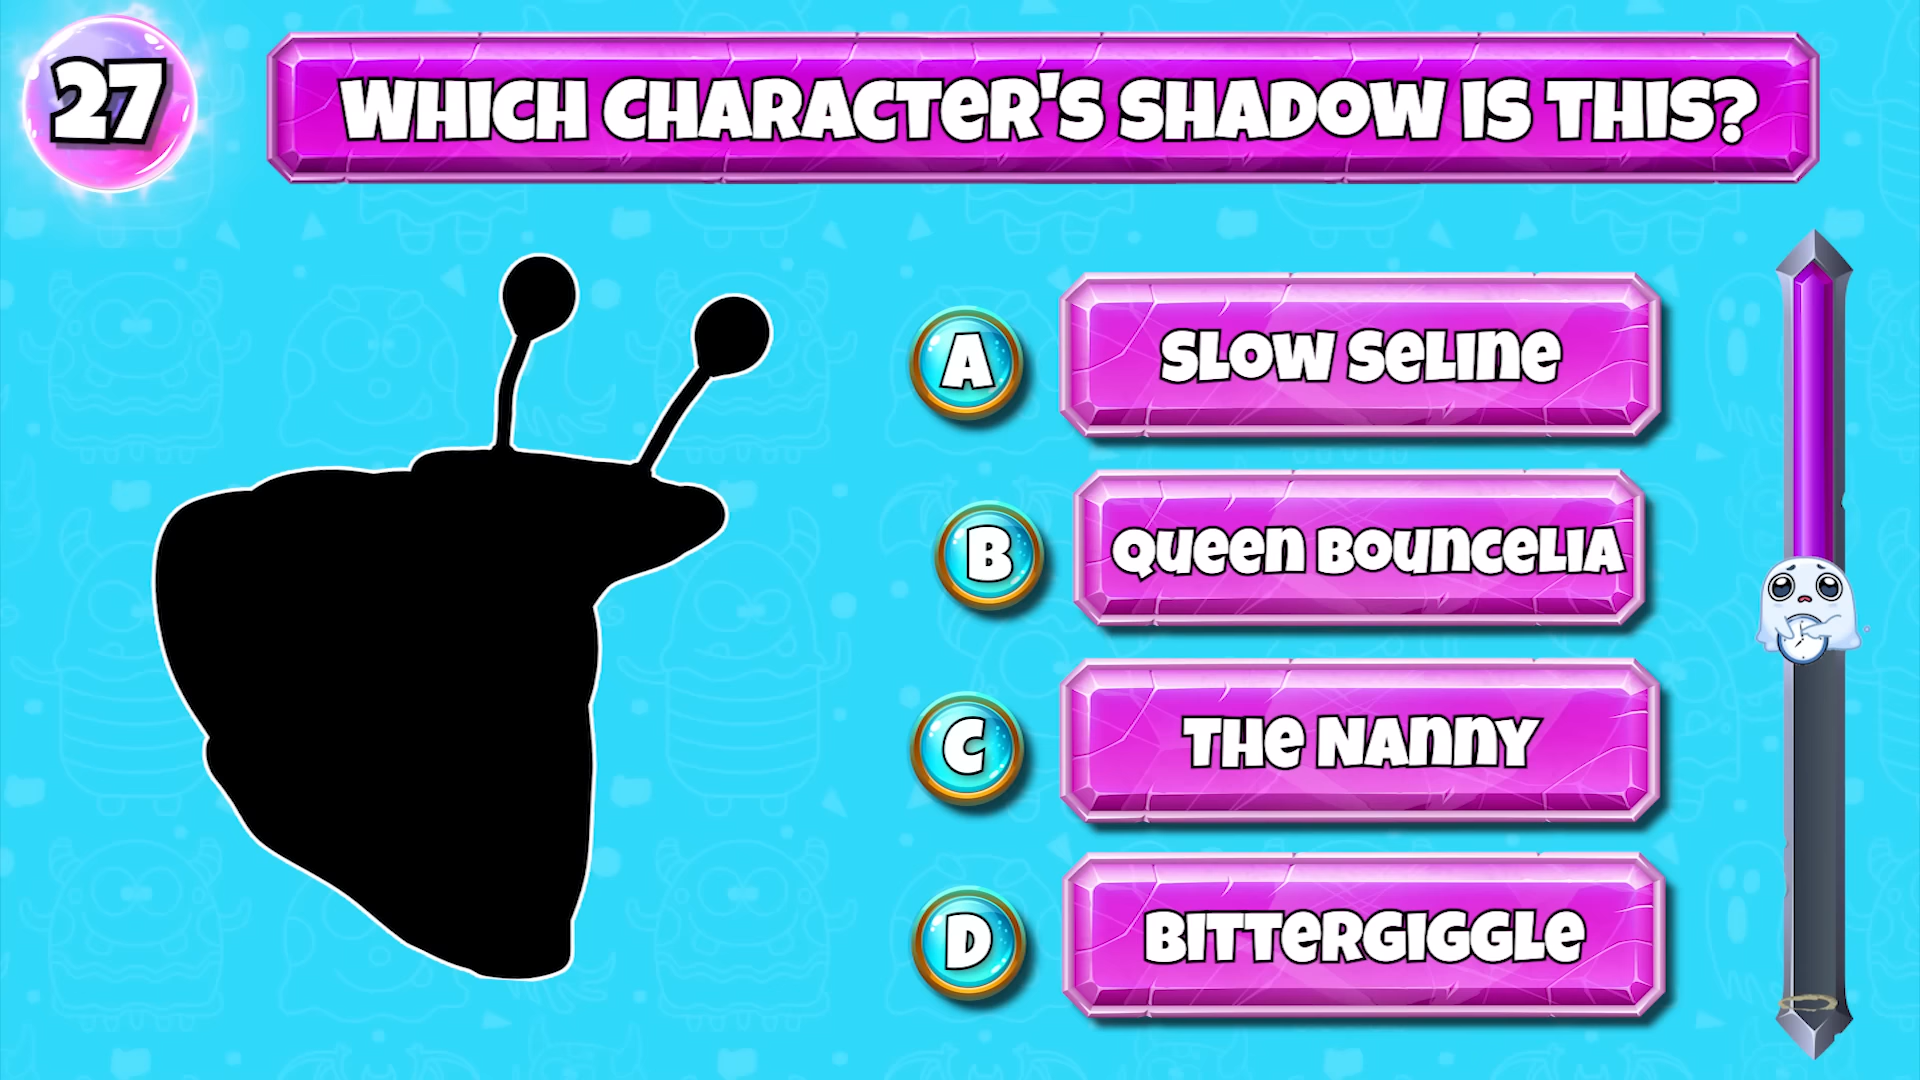 27
WHICH CHARACTER'S SHADOW IS THIS?
A SLOW SELINE
B QUEEN BOUNCELIA
C THE NANNY
D BITTERGIGGLE